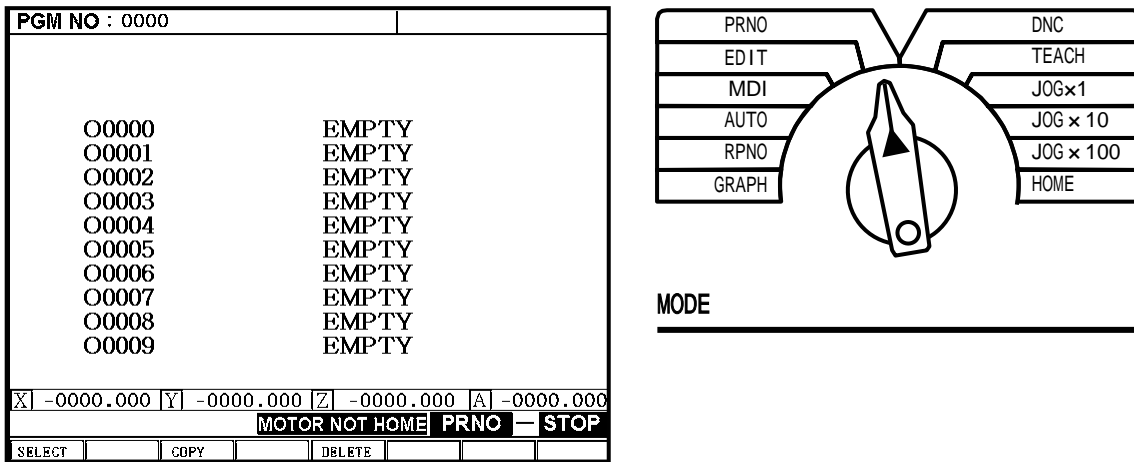 PGM NO : 0000
O0000 EMPTY
O0001 EMPTY
O0002 EMPTY
O0003 EMPTY
O0004 EMPTY
O0005 EMPTY
O0006 EMPTY
O0007 EMPTY
O0008 EMPTY
O0009 EMPTY
X -0000.000 Y -0000.000 Z -0000.000 A -0000.000
MOTOR NOT HOME PRNO — STOP
SELECT COPY DELETE
PRNO DNC
EDIT TEACH
MDI JOG×1
AUTO JOG × 10
RPNO JOG × 100
GRAPH HOME
MODE